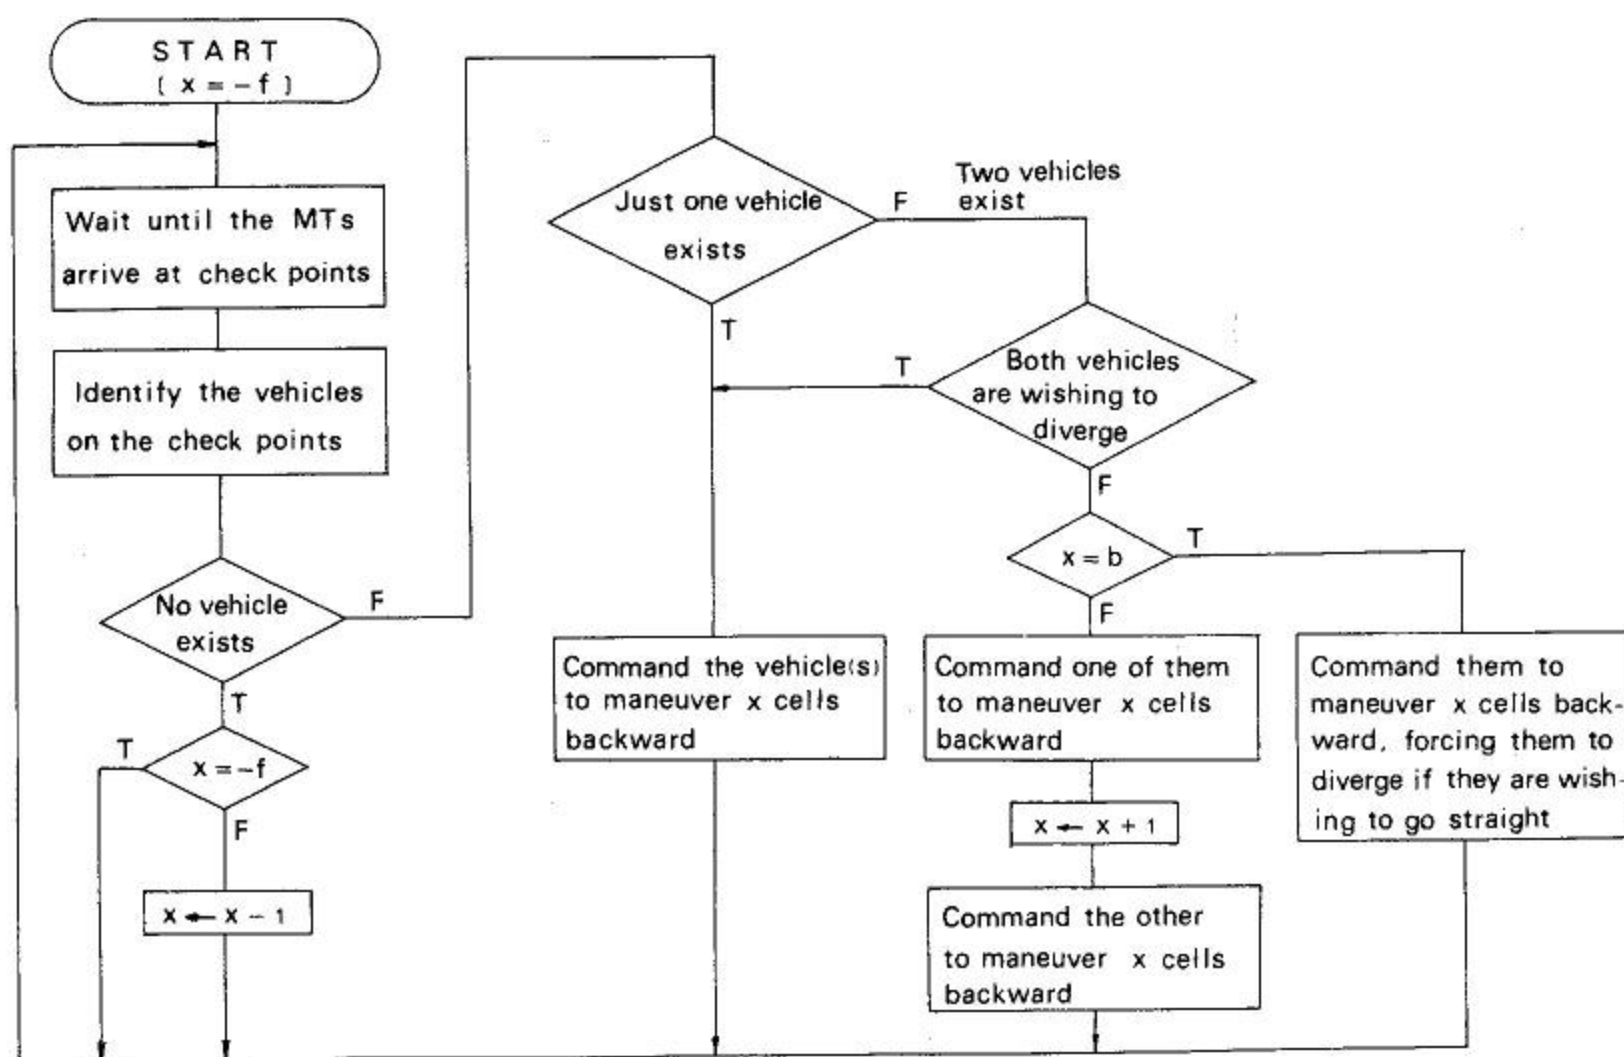 START
( x = -f )
Wait until the MTs
arrive at check points
Identify the vehicles
on the check points
No vehicle
exists
F
T
x = -f
T
F
x ← x - 1
Just one vehicle
exists
F
Two vehicles
exist
T
Both vehicles
are wishing to
diverge
T
F
x = b
T
F
Command the vehicle(s)
to maneuver x cells
backward
Command one of them
to maneuver x cells
backward
x ← x + 1
Command the other
to maneuver x cells
backward
Command them to
maneuver x cells back-
ward, forcing them to
diverge if they are wish-
ing to go straight